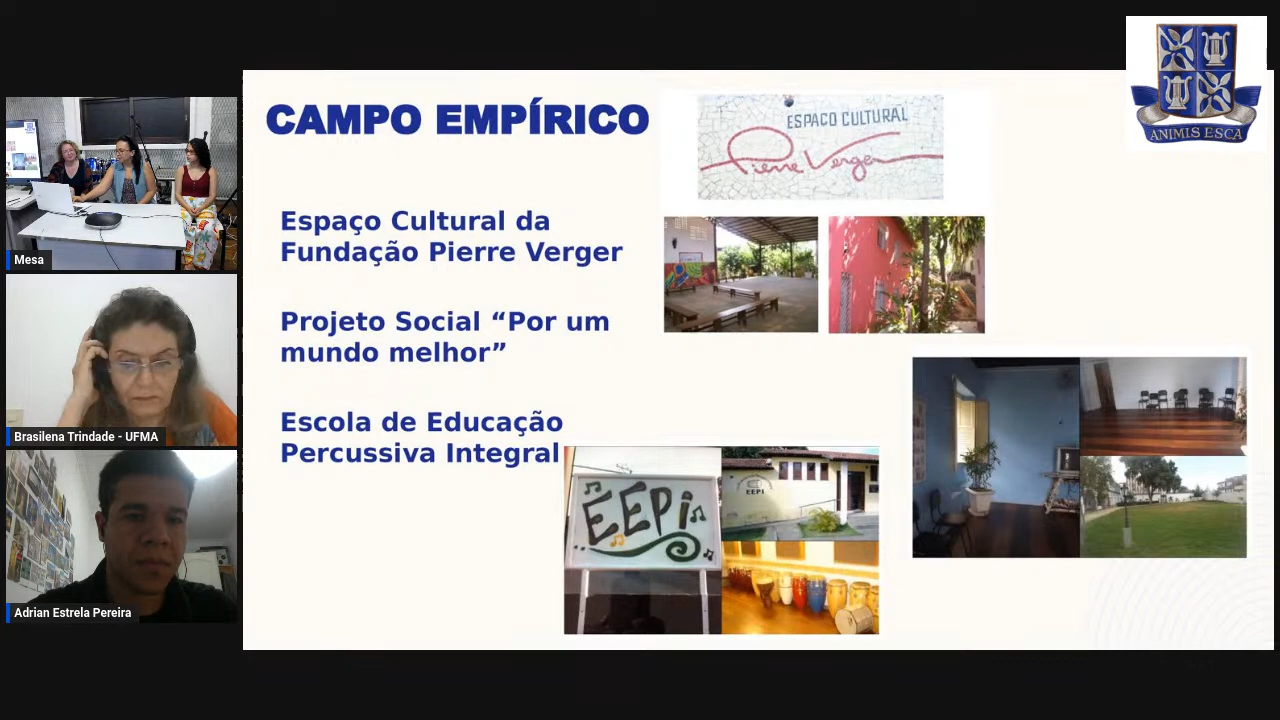 CAMPO EMPÍRICO
Espaço Cultural da
Fundação Pierre Verger
Projeto Social “Por um
mundo melhor”
Escola de Educação
Percussiva Integral
ESPAÇO CULTURAL
Pierre Verger
EEPi
EEPI
ANIMIS ESCA
Mesa
Brasilena Trindade - UFMA
Adrian Estrela Pereira